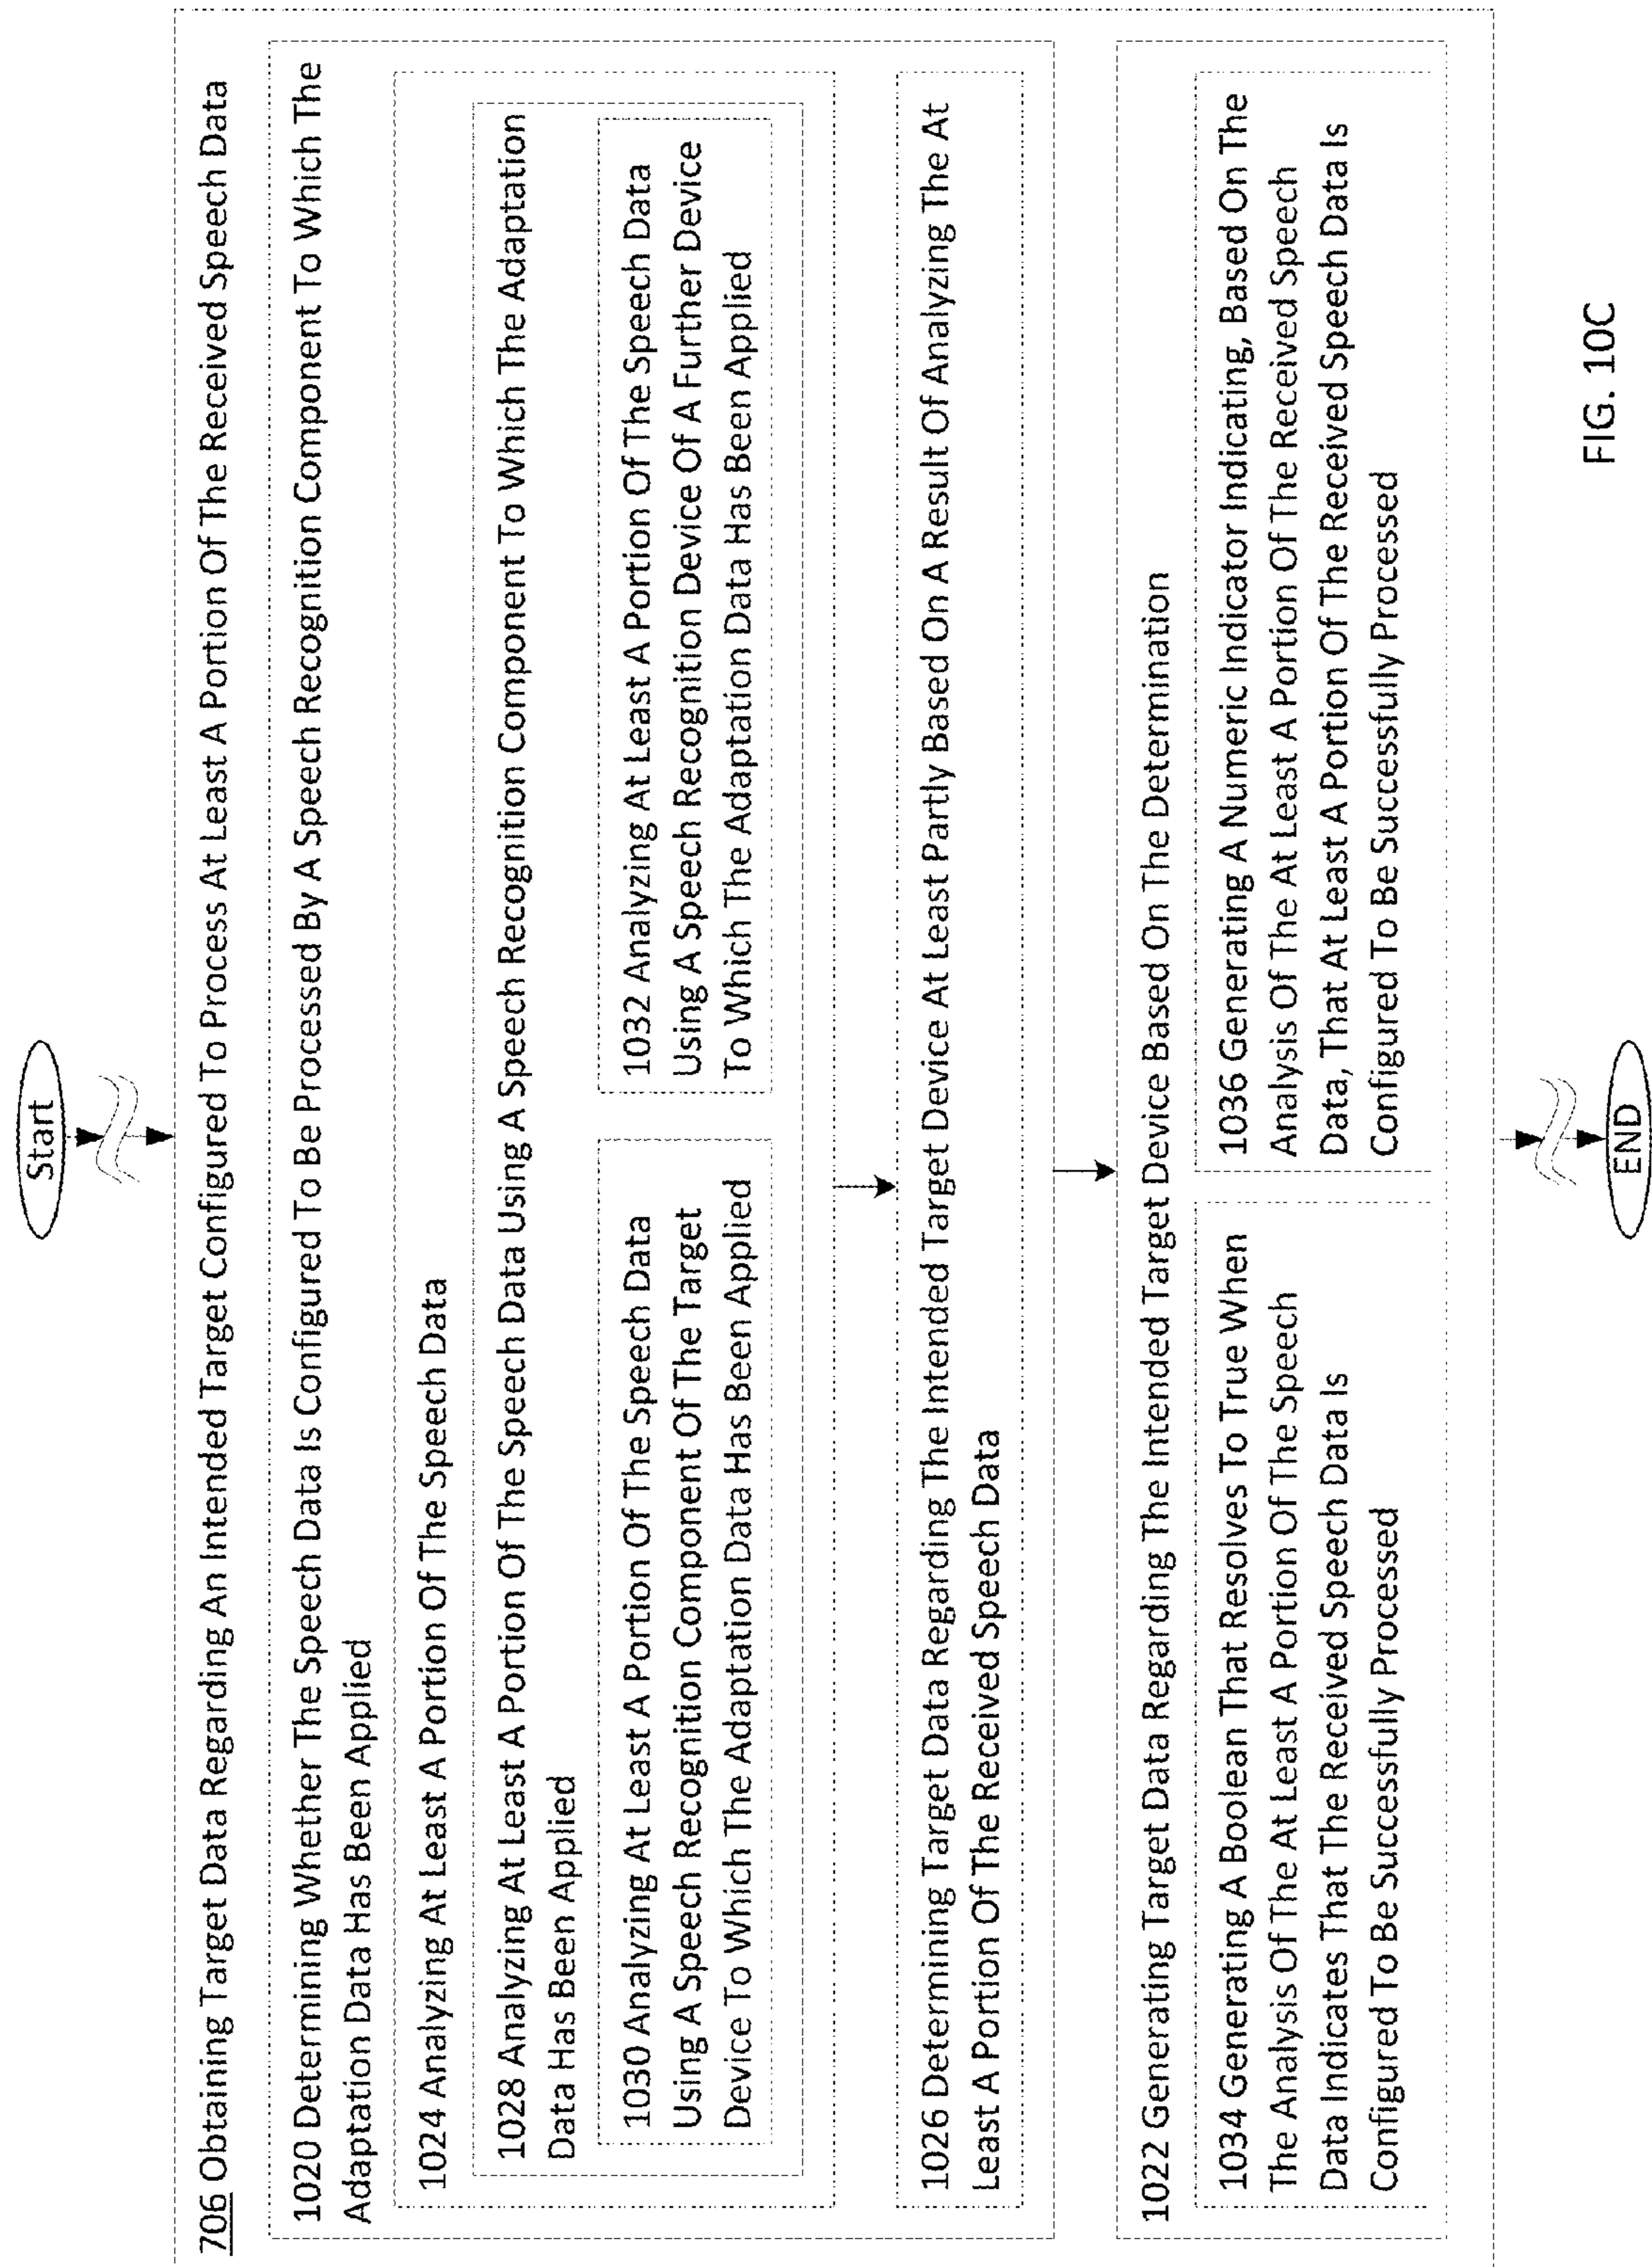 Start
706 Obtaining Target Data Regarding An Intended Target Configured To Process At Least A Portion Of The Received Speech Data
1020 Determining Whether The Speech Data Is Configured To Be Processed By A Speech Recognition Component To Which The
Adaptation Data Has Been Applied
1024 Analyzing At Least A Portion Of The Speech Data
1028 Analyzing At Least A Portion Of The Speech Data Using A Speech Recognition Component To Which The Adaptation
Data Has Been Applied
1030 Analyzing At Least A Portion Of The Speech Data
Using A Speech Recognition Component Of The Target
Device To Which The Adaptation Data Has Been Applied
1032 Analyzing At Least A Portion Of The Speech Data
Using A Speech Recognition Device Of A Further Device
To Which The Adaptation Data Has Been Applied
1026 Determining Target Data Regarding The Intended Target Device At Least Partly Based On A Result Of Analyzing The At
Least A Portion Of The Received Speech Data
1022 Generating Target Data Regarding The Intended Target Device Based On The Determination
1034 Generating A Boolean That Resolves To True When
The Analysis Of The At Least A Portion Of The Speech
Data Indicates That The Received Speech Data Is
Configured To Be Successfully Processed
1036 Generating A Numeric Indicator Indicating, Based On The
Analysis Of The At Least A Portion Of The Received Speech
Data, That At Least A Portion Of The Received Speech Data Is
Configured To Be Successfully Processed
END
FIG. 10C